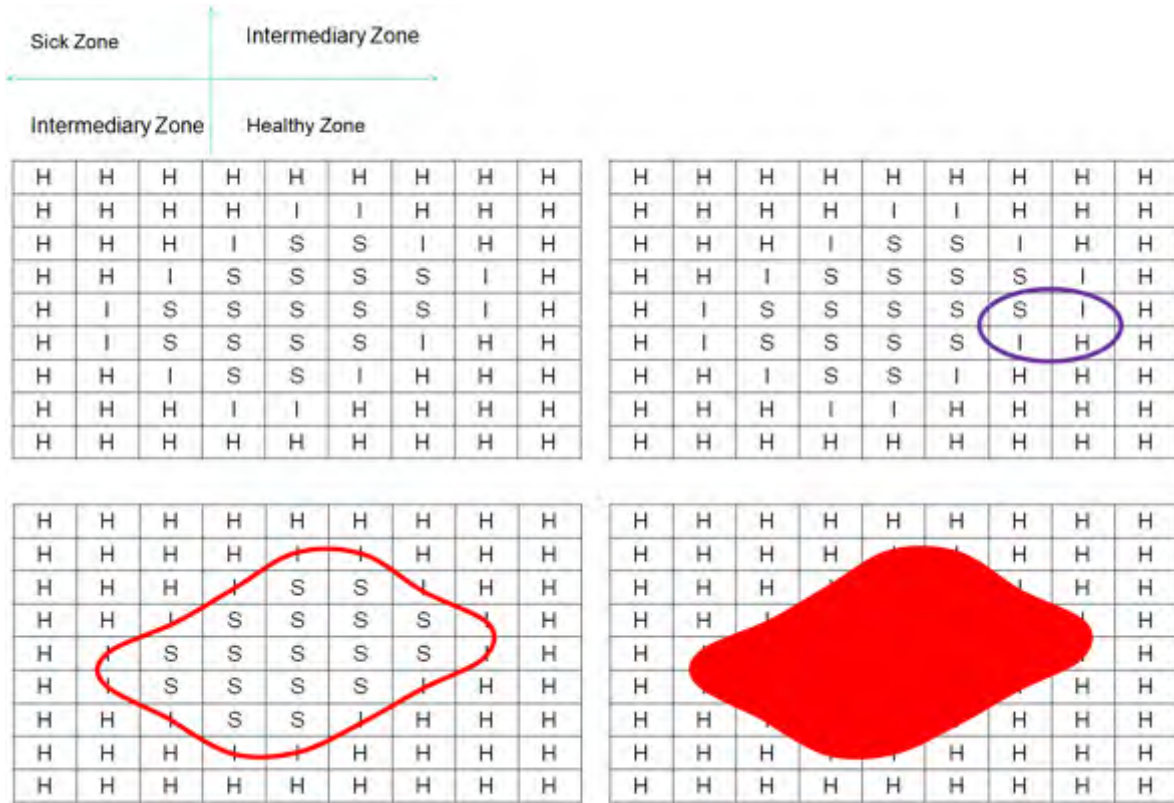 Sick Zone
Intermediary Zone
Intermediary Zone
Healthy Zone
H H H H H H H H H
H H H H I I H H H
H H H I S S I H H
H H I S S S S I H
H I S S S S S I H
H I S S S S I H H
H H I S S I H H H
H H H I I H H H H
H H H H H H H H H
H H H H H H H H H
H H H H I I H H H
H H H I S S I H H
H H I S S S S I H
H I S S S S S I H
H I S S S S I H H
H H I S S I H H H
H H H I I H H H H
H H H H H H H H H
H H H H H H H H H
H H H H I I H H H
H H H I S S I H H
H H I S S S S I H
H I S S S S S I H
H I S S S S I H H
H H I S S I H H H
H H H I I H H H H
H H H H H H H H H
H H H H H H H H H
H H H H H H H
H H H I H H
H H I H
H H
H H H
H H H H H
H H H H H H H
H H H H H H H H H